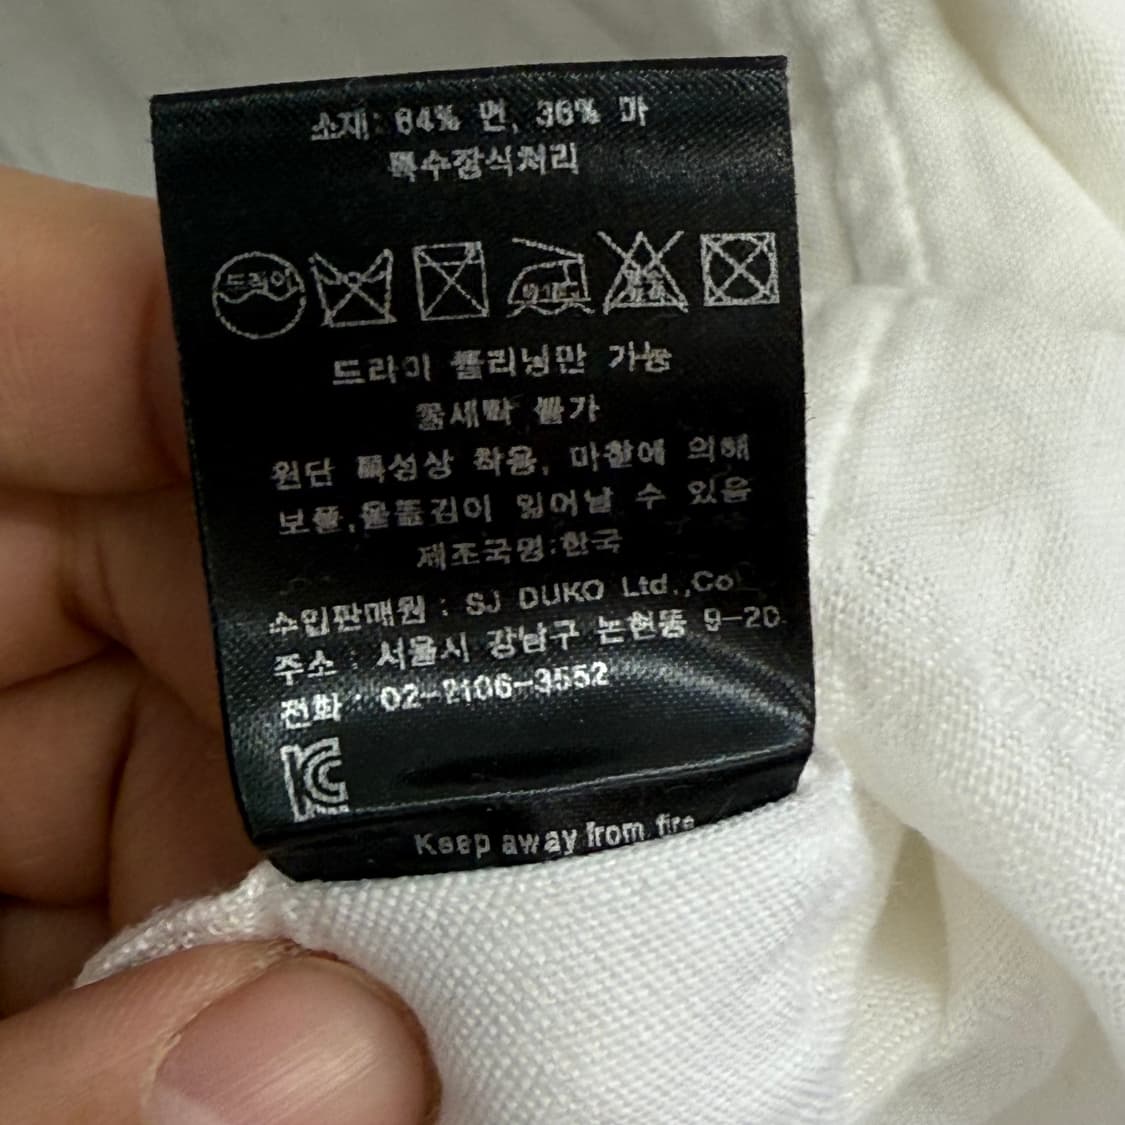 소재: 64% 면, 36% 마
특수장식처리
드라이
드라이 클리닝만 가능
물세탁 불가
원단 특성상 착용, 마찰에 의해
보풀,올뜯김이 일어날 수 있음
제조국명:한국
수입판매원 : SJ DUKO Ltd.,Co
주소 : 서울시 강남구 논현동 9-20
전화 : 02-2106-3552
KC
Keep away from fire